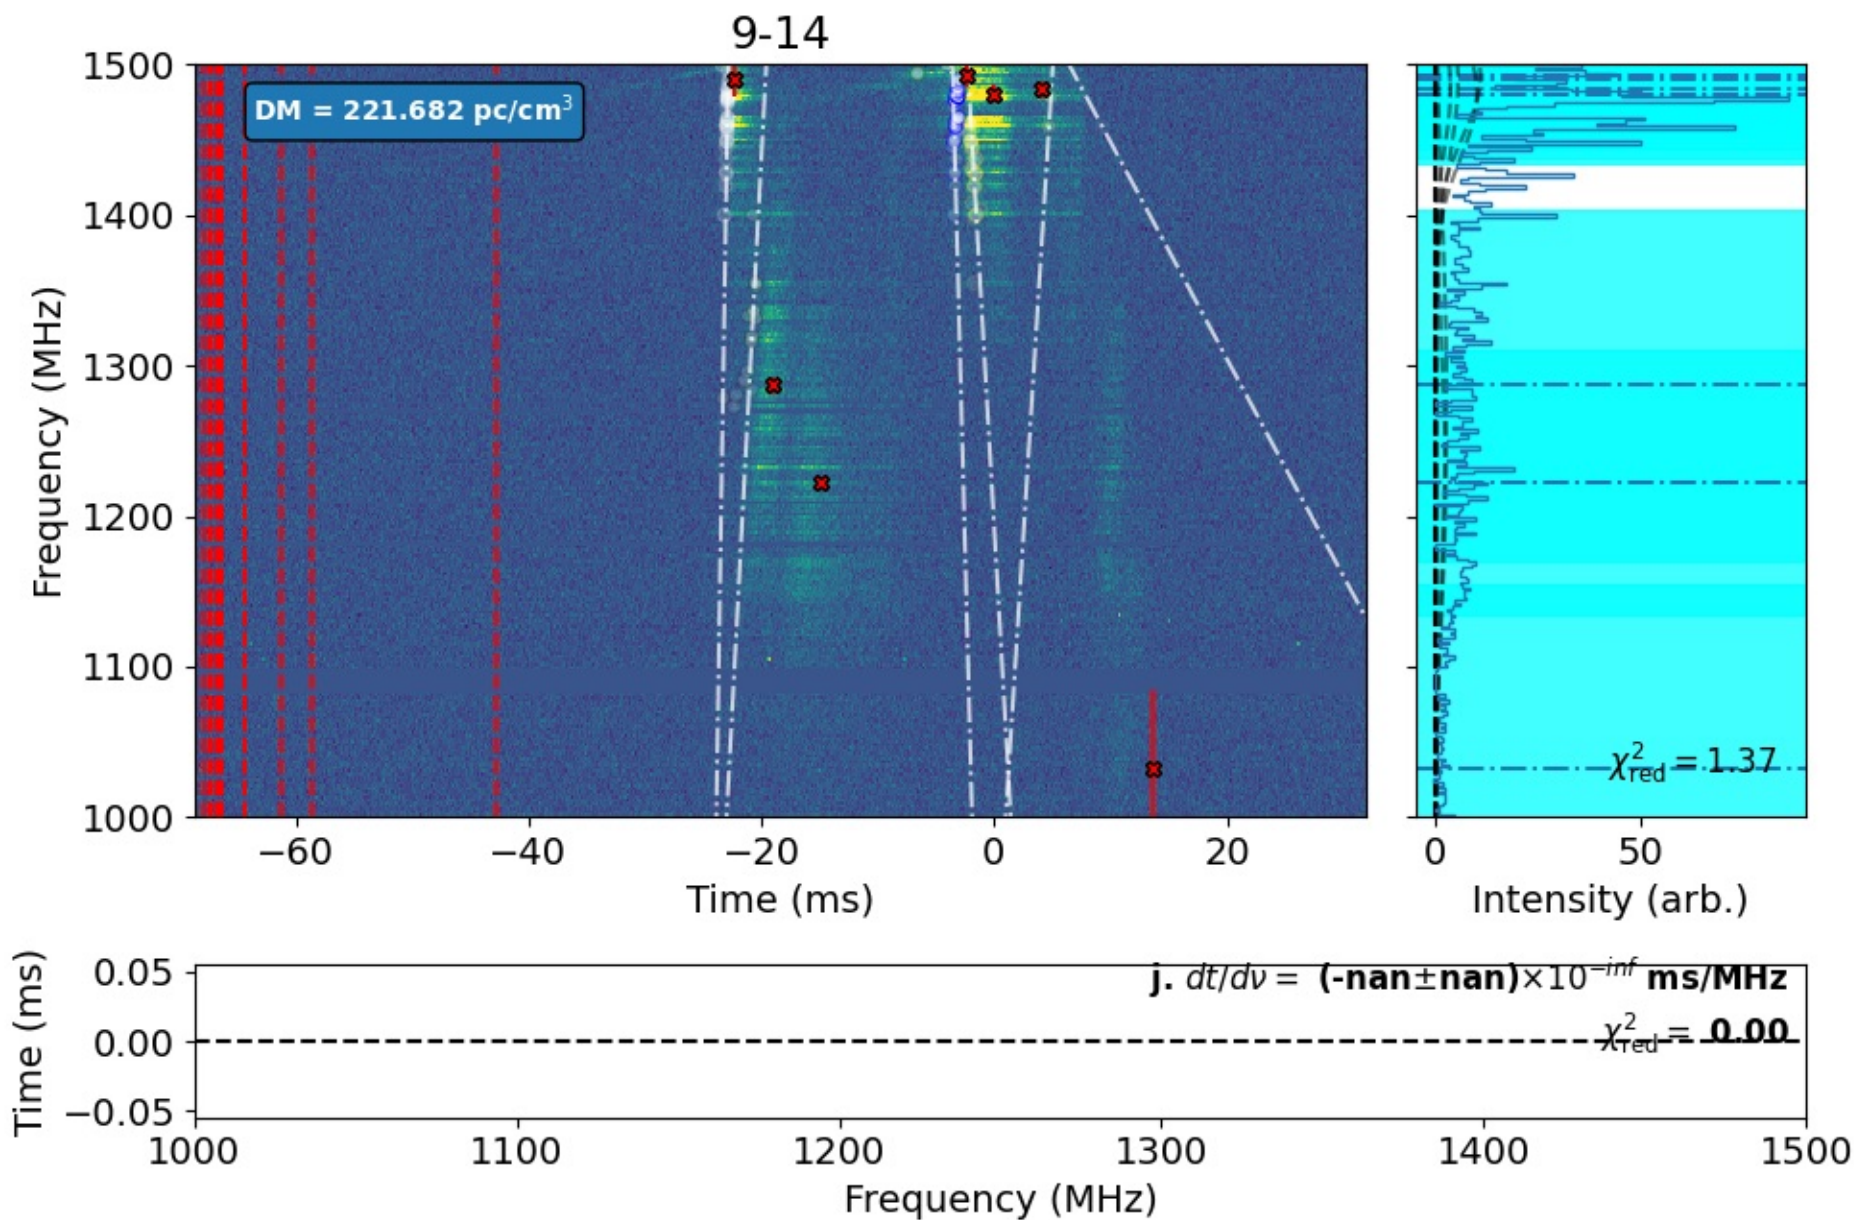 9-14
1500
1400
1300
1200
1100
1000
Frequency (MHz)
DM = 221.682 pc/cm³
−60 −40 −20 0 20
Time (ms)
χ²red = 1.37
0 50
Intensity (arb.)
0.05
0.00
−0.05
Time (ms)
j. dt/dν = (-nan±nan)×10^−inf ms/MHz
χ²red = 0.00
1000 1100 1200 1300 1400 1500
Frequency (MHz)